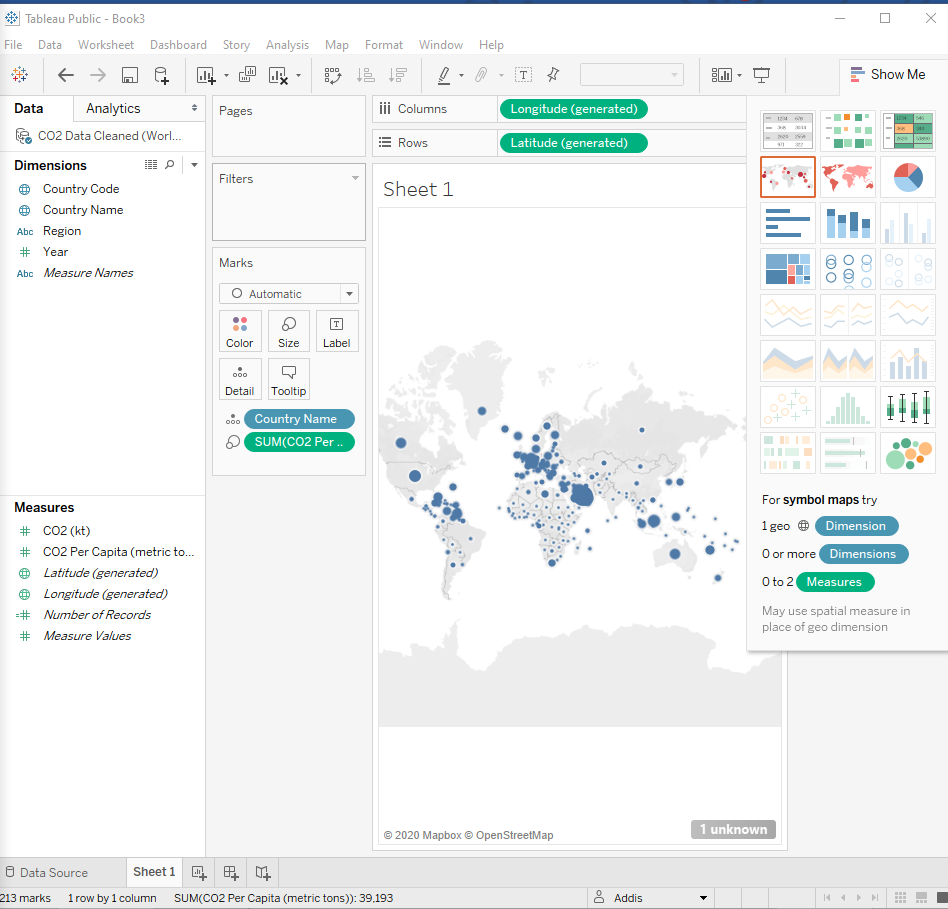 Tableau Public - Book3
File Data Worksheet Dashboard Story Analysis Map Format Window Help
Show Me
Data Analytics
CO2 Data Cleaned (Worl...
Dimensions
Country Code
Country Name
Abc Region
Year
Abc Measure Names
Measures
CO2 (kt)
CO2 Per Capita (metric to...
Latitude (generated)
Longitude (generated)
Number of Records
Measure Values
Pages
Filters
Marks
Automatic
Color Size Label
Detail Tooltip
Country Name
SUM(CO2 Per ..
Columns Longitude (generated)
Rows Latitude (generated)
Sheet 1
© 2020 Mapbox © OpenStreetMap
1 unknown
For symbol maps try
1 geo Dimension
0 or more Dimensions
0 to 2 Measures
May use spatial measure in
place of geo dimension
Data Source Sheet 1
213 marks 1 row by 1 column SUM(CO2 Per Capita (metric tons)): 39.193 Addis